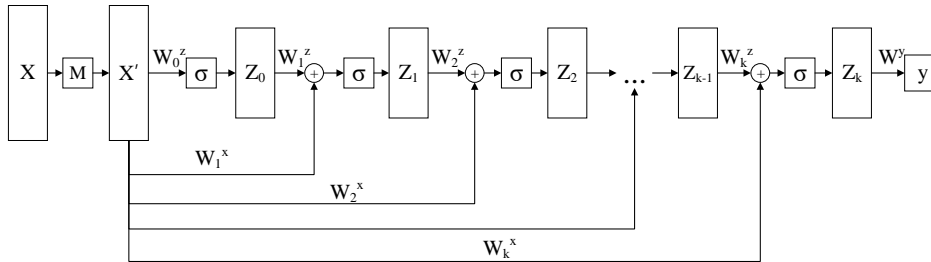 X M X′ W₀ᶻ σ Z₀ W₁ᶻ + σ Z₁ W₂ᶻ + σ Z₂ ... Zₖ₋₁ Wₖᶻ + σ Zₖ Wʸ y
W₁ˣ
W₂ˣ
Wₖˣ